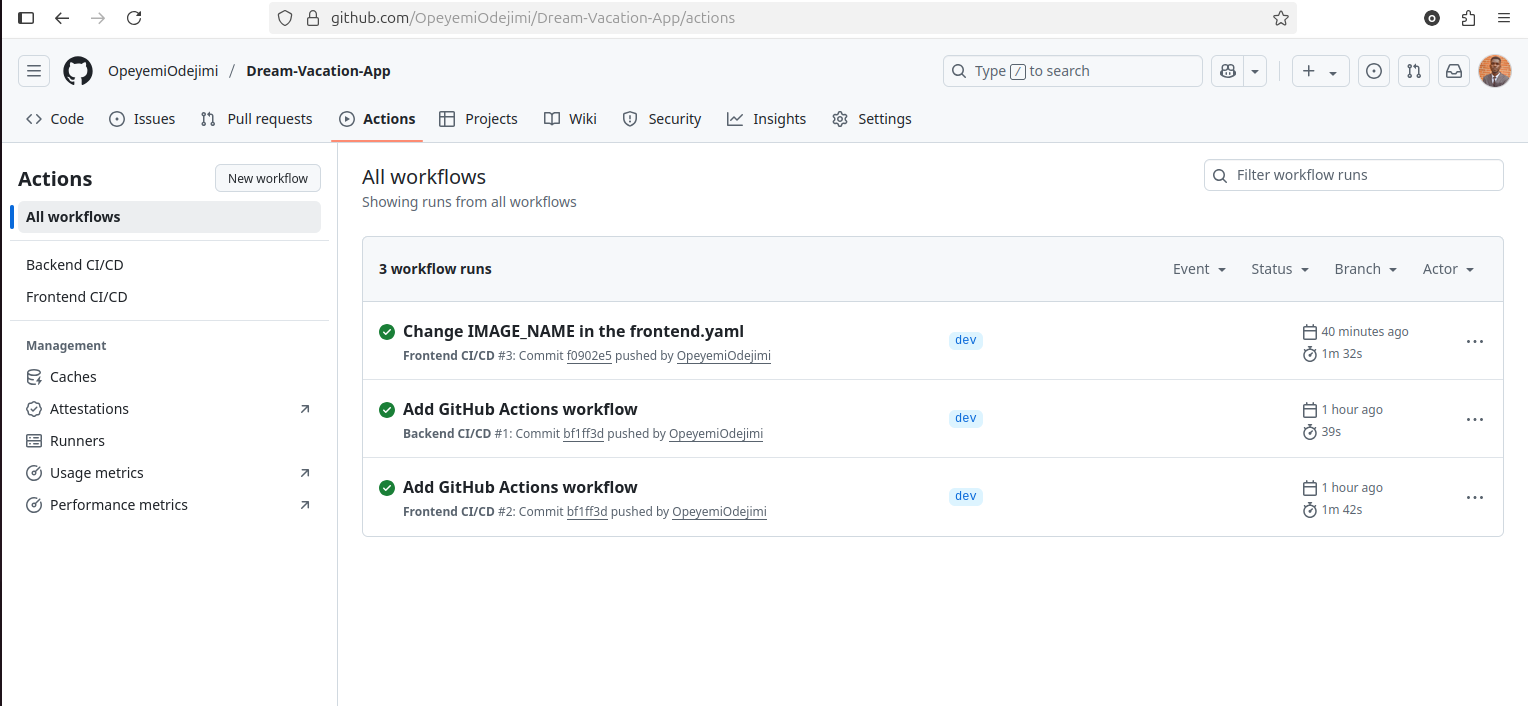 github.com/OpeyemiOdejimi/Dream-Vacation-App/actions
OpeyemiOdejimi / Dream-Vacation-App
Type / to search
Code Issues Pull requests Actions Projects Wiki Security Insights Settings
Actions
New workflow
All workflows
Backend CI/CD
Frontend CI/CD
Management
Caches
Attestations
Runners
Usage metrics
Performance metrics
All workflows
Showing runs from all workflows
Filter workflow runs
3 workflow runs
Event Status Branch Actor
Change IMAGE_NAME in the frontend.yaml
Frontend CI/CD #3: Commit f0902e5 pushed by OpeyemiOdejimi
dev
40 minutes ago
1m 32s
Add GitHub Actions workflow
Backend CI/CD #1: Commit bf1ff3d pushed by OpeyemiOdejimi
dev
1 hour ago
39s
Add GitHub Actions workflow
Frontend CI/CD #2: Commit bf1ff3d pushed by OpeyemiOdejimi
dev
1 hour ago
1m 42s